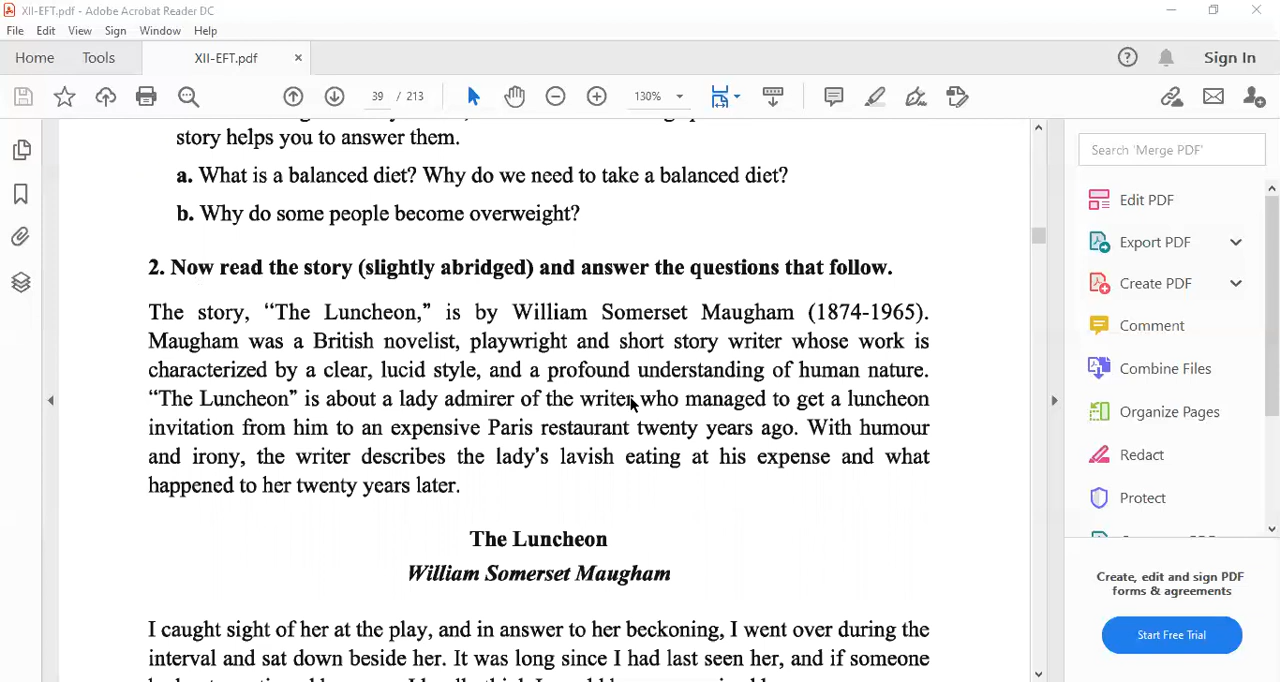 XII-EFT.pdf - Adobe Acrobat Reader DC
File Edit View Sign Window Help
Home Tools XII-EFT.pdf × Sign In
39 / 213 130%
story helps you to answer them.
a. What is a balanced diet? Why do we need to take a balanced diet?
b. Why do some people become overweight?
2. Now read the story (slightly abridged) and answer the questions that follow.
The story, “The Luncheon,” is by William Somerset Maugham (1874-1965).
Maugham was a British novelist, playwright and short story writer whose work is
characterized by a clear, lucid style, and a profound understanding of human nature.
“The Luncheon” is about a lady admirer of the writer who managed to get a luncheon
invitation from him to an expensive Paris restaurant twenty years ago. With humour
and irony, the writer describes the lady’s lavish eating at his expense and what
happened to her twenty years later.
The Luncheon
William Somerset Maugham
I caught sight of her at the play, and in answer to her beckoning, I went over during the
interval and sat down beside her. It was long since I had last seen her, and if someone
Search 'Merge PDF'
Edit PDF
Export PDF
Create PDF
Comment
Combine Files
Organize Pages
Redact
Protect
Create, edit and sign PDF
forms & agreements
Start Free Trial